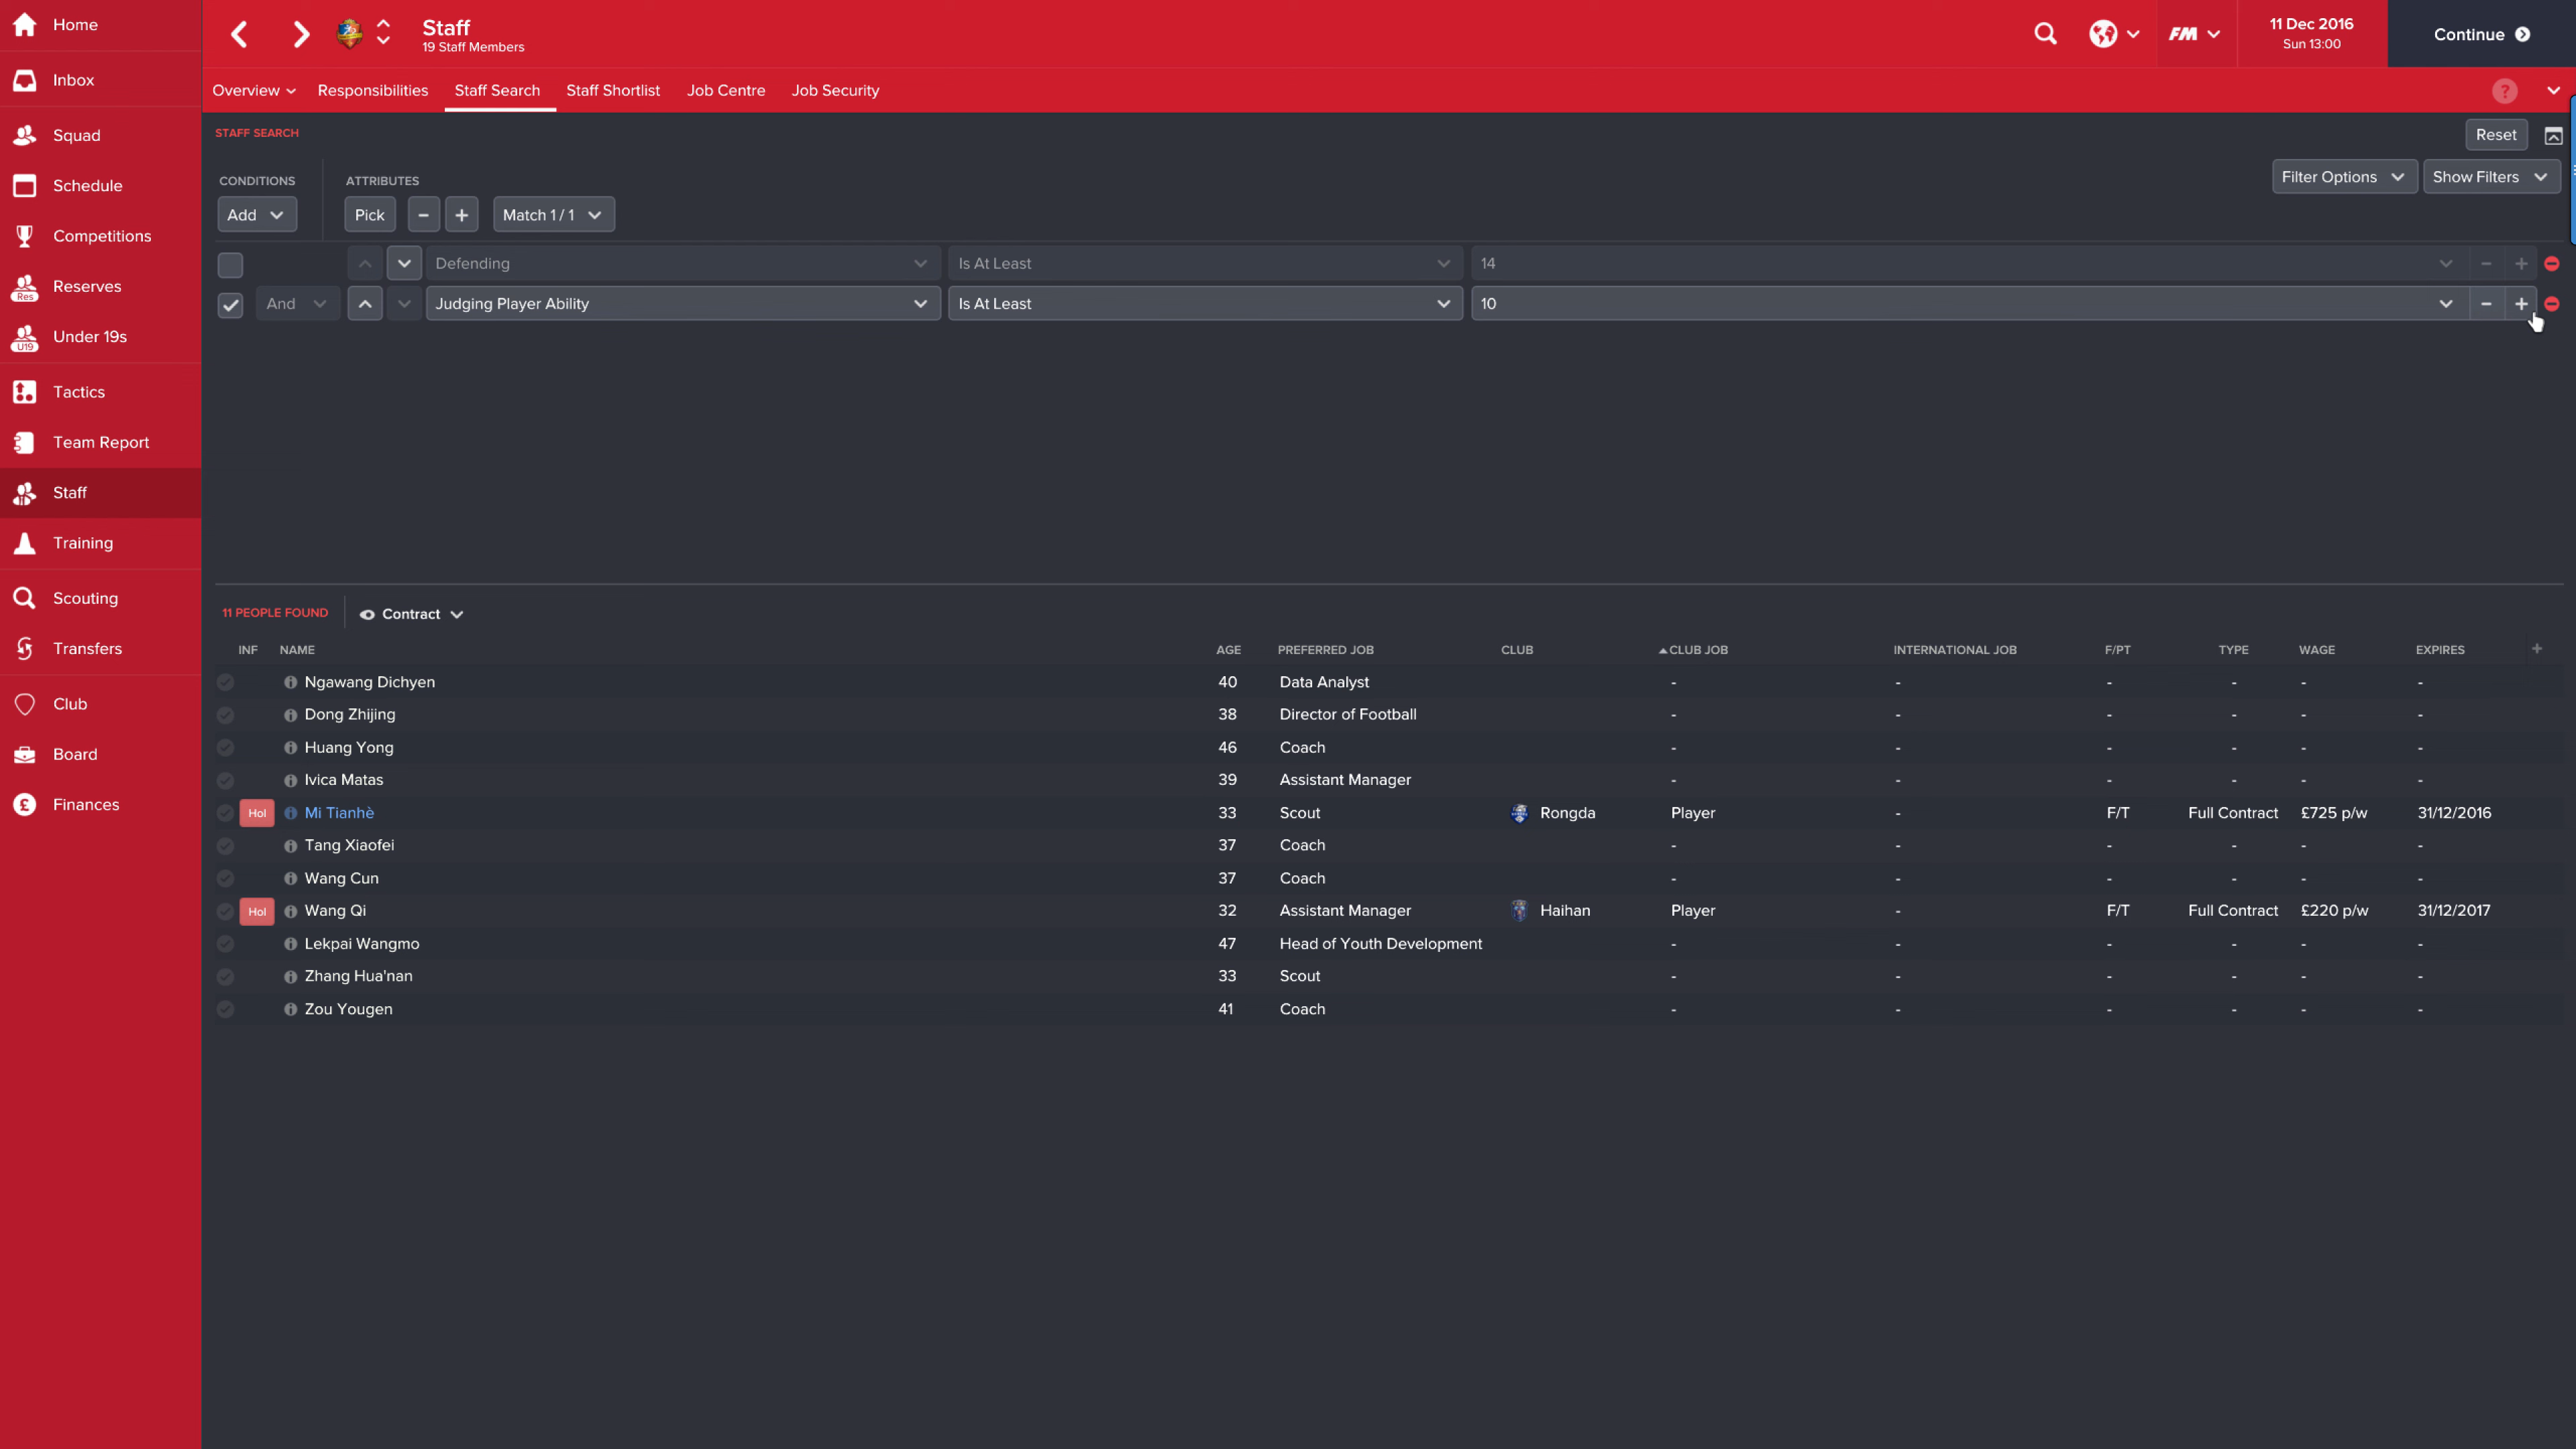 Home
Inbox
Squad
Schedule
Competitions
Res Reserves
U19 Under 19s
Tactics
Team Report
Staff
Training
Scouting
Transfers
Club
Board
£ Finances
Staff
19 Staff Members
FM
11 Dec 2016
Sun 13:00
Continue
Overview Responsibilities Staff Search Staff Shortlist Job Centre Job Security ?
STAFF SEARCH Reset
CONDITIONS ATTRIBUTES Filter Options Show Filters
Add Pick - + Match 1 / 1
Defending Is At Least 14 - +
And Judging Player Ability Is At Least 10 - +
11 PEOPLE FOUND Contract
INF NAME AGE PREFERRED JOB CLUB CLUB JOB INTERNATIONAL JOB F/PT TYPE WAGE EXPIRES +
Ngawang Dichyen 40 Data Analyst - - - - - -
Dong Zhijing 38 Director of Football - - - - - -
Huang Yong 46 Coach - - - - - -
Ivica Matas 39 Assistant Manager - - - - - -
Hol Mi Tianhè 33 Scout Rongda Player - F/T Full Contract £725 p/w 31/12/2016
Tang Xiaofei 37 Coach - - - - - -
Wang Cun 37 Coach - - - - - -
Hol Wang Qi 32 Assistant Manager Haihan Player - F/T Full Contract £220 p/w 31/12/2017
Lekpai Wangmo 47 Head of Youth Development - - - - - -
Zhang Hua'nan 33 Scout - - - - - -
Zou Yougen 41 Coach - - - - - -